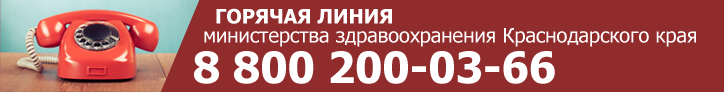 ГОРЯЧАЯ ЛИНИЯ
министерства здравоохранения Краснодарского края
8 800 200-03-66